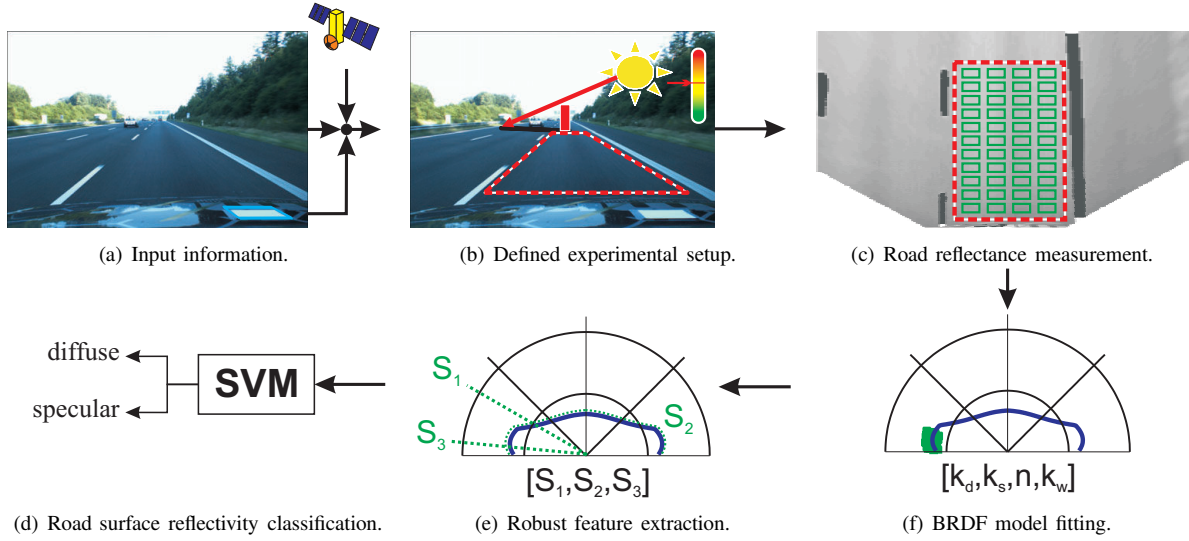 (a) Input information.
(b) Defined experimental setup.
(c) Road reflectance measurement.
diffuse
specular
SVM
(d) Road surface reflectivity classification.
S1
S2
S3
[S1,S2,S3]
(e) Robust feature extraction.
[kd,ks,n,kw]
(f) BRDF model fitting.